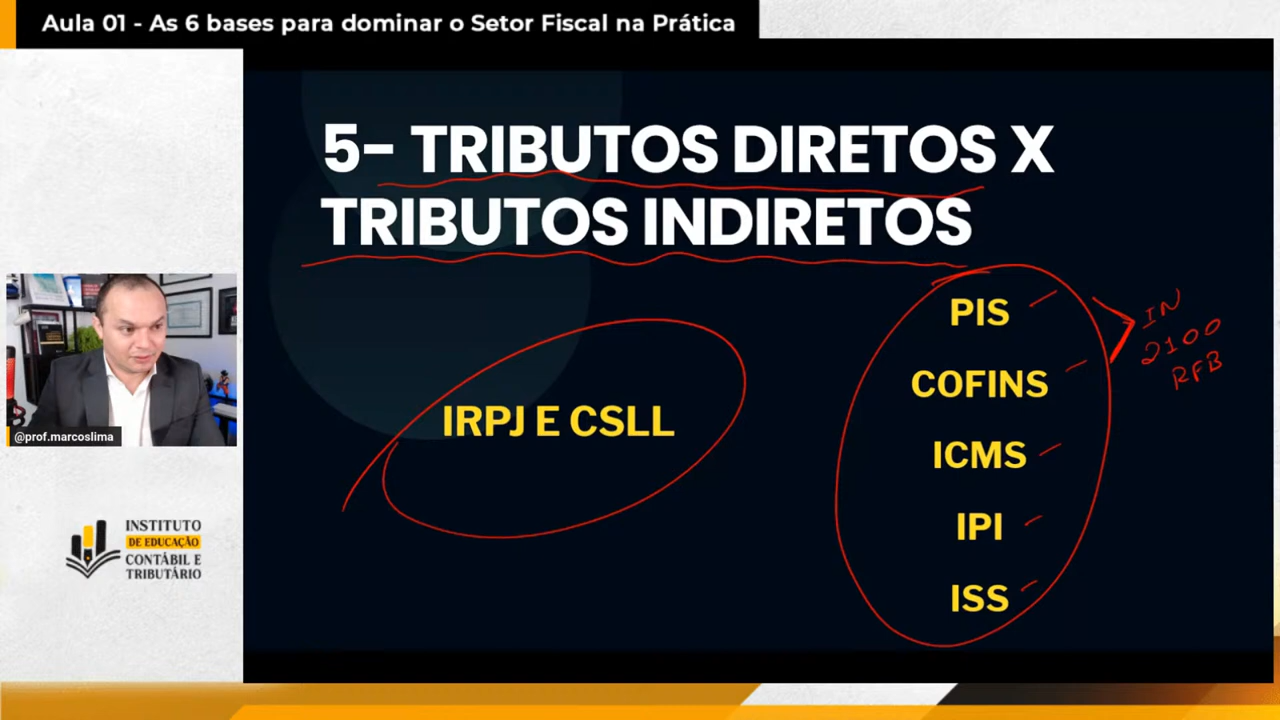 Aula 01 - As 6 bases para dominar o Setor Fiscal na Prática
5- TRIBUTOS DIRETOS X
TRIBUTOS INDIRETOS
IRPJ E CSLL
PIS
COFINS
ICMS
IPI
ISS
IN
2100
RFB
@prof.marcoslima
INSTITUTO
DE EDUCAÇÃO
CONTÁBIL E
TRIBUTÁRIO